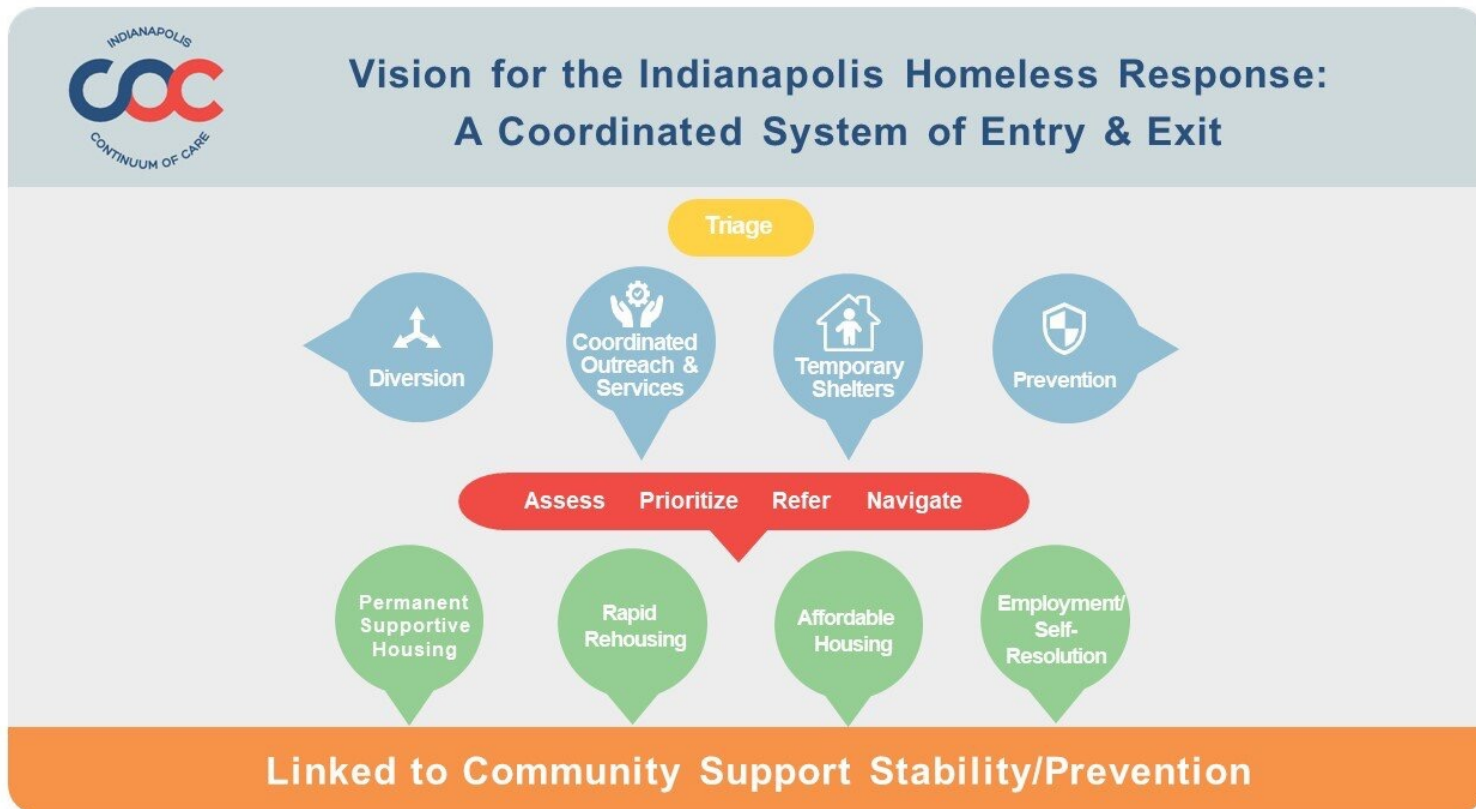 INDIANAPOLIS
COC
CONTINUUM OF CARE
Vision for the Indianapolis Homeless Response:
A Coordinated System of Entry & Exit
Triage
Diversion
Coordinated
Outreach &
Services
Temporary
Shelters
Prevention
Assess Prioritize Refer Navigate
Permanent
Supportive
Housing
Rapid
Rehousing
Affordable
Housing
Employment/
Self-
Resolution
Linked to Community Support Stability/Prevention